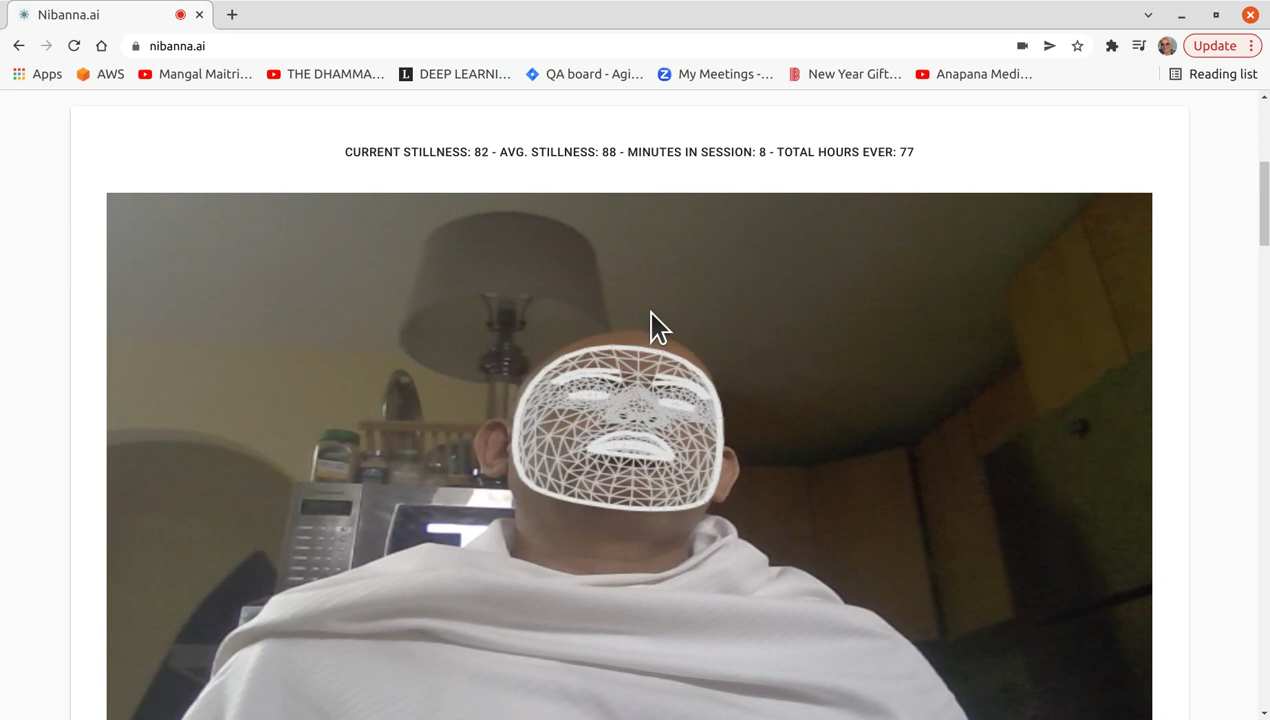 Nibanna.ai
nibanna.ai
Update
Apps AWS Mangal Maitri... THE DHAMMA... DEEP LEARNI... QA board - Agi... My Meetings -... New Year Gift... Anapana Medi... Reading list
CURRENT STILLNESS: 82 - AVG. STILLNESS: 88 - MINUTES IN SESSION: 8 - TOTAL HOURS EVER: 77